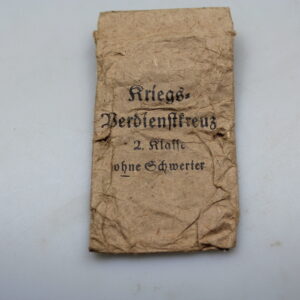 Kriegs-
Verdienstkreuz
2. Klasse
ohne Schwerter